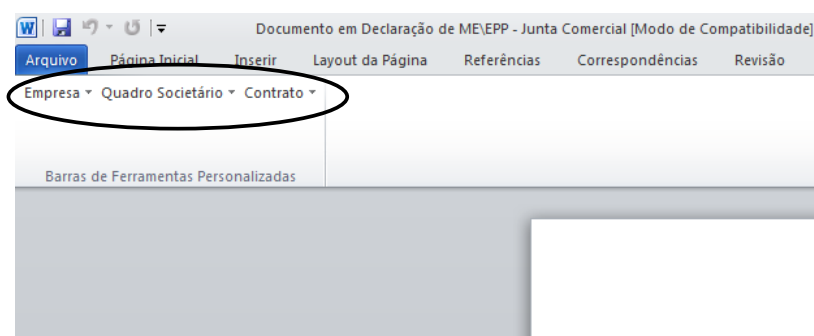 Documento em Declaração de ME\EPP - Junta Comercial [Modo de Compatibilidade]
Arquivo Página Inicial Inserir Layout da Página Referências Correspondências Revisão
Empresa Quadro Societário Contrato
Barras de Ferramentas Personalizadas